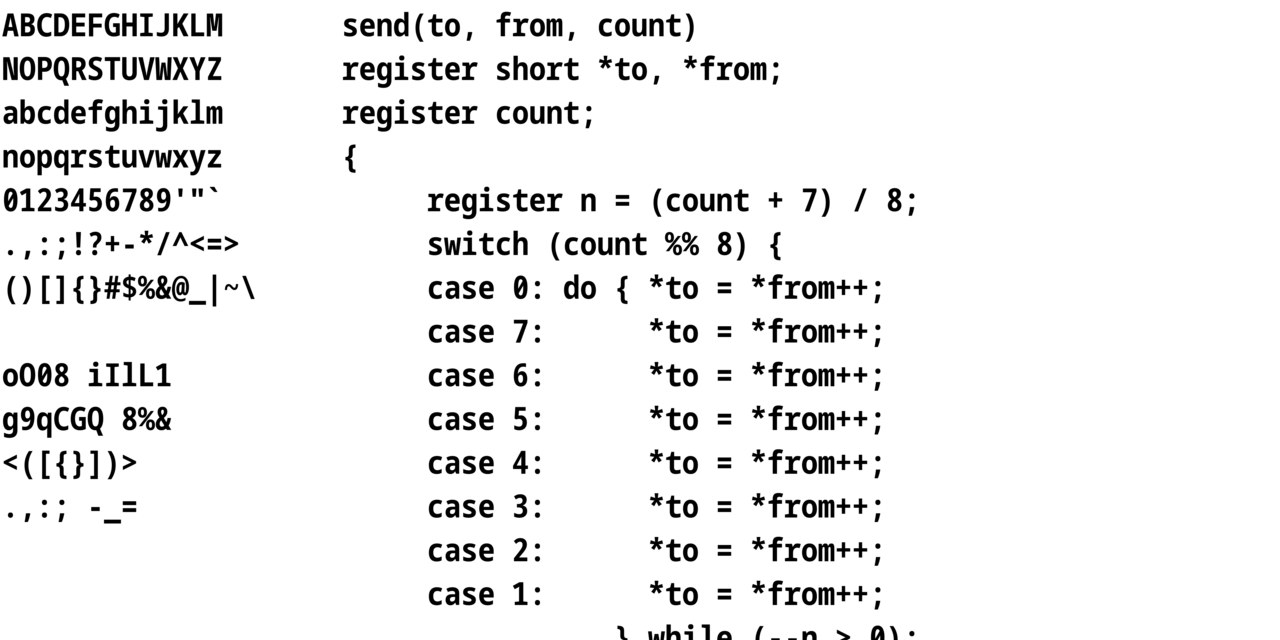 ABCDEFGHIJKLM       send(to, from, count)
NOPQRSTUVWXYZ       register short *to, *from;
abcdefghijklm       register count;
nopqrstuvwxyz       {
0123456789'"`            register n = (count + 7) / 8;
.,:;!?+-*/^<=>           switch (count %% 8) {
()[]{}#$%&@_|~\          case 0: do { *to = *from++;
                         case 7:      *to = *from++;
oO08 iIlL1               case 6:      *to = *from++;
g9qCGQ 8%&               case 5:      *to = *from++;
<([{}])>                 case 4:      *to = *from++;
.,:; -_=                 case 3:      *to = *from++;
                         case 2:      *to = *from++;
                         case 1:      *to = *from++;
                                    } while (--n > 0);